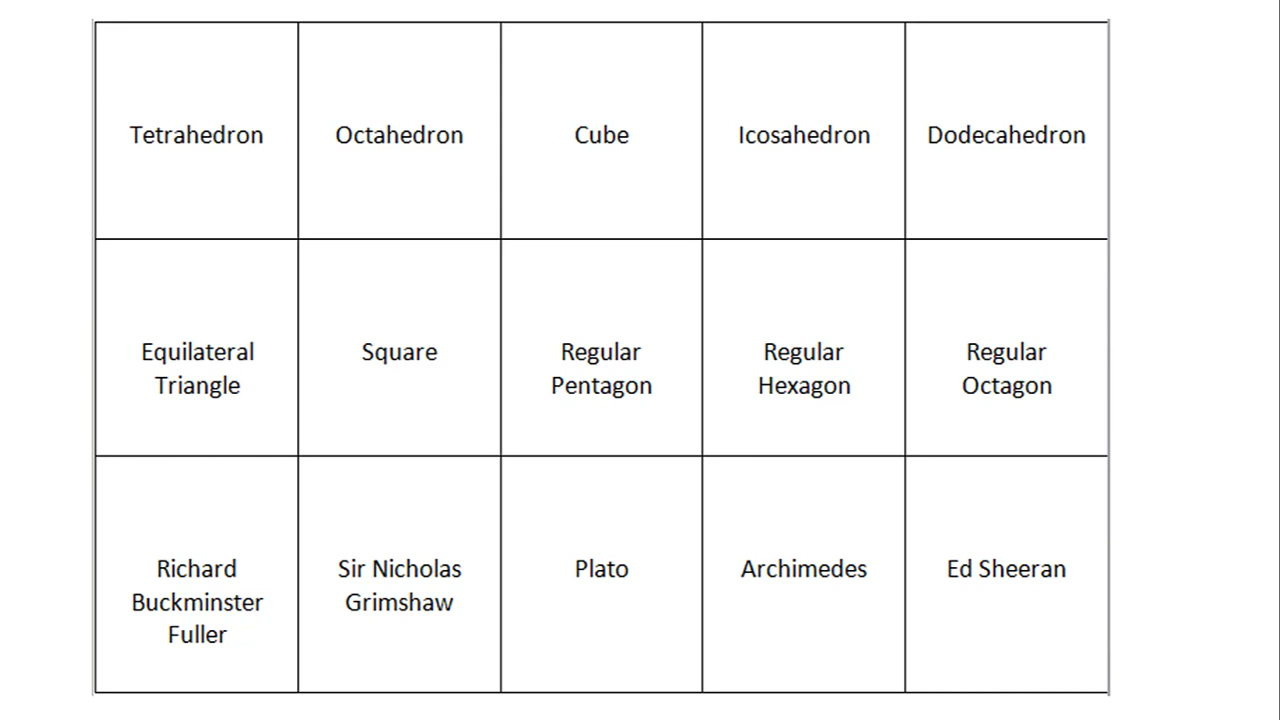 Tetrahedron
Octahedron
Cube
Icosahedron
Dodecahedron
Equilateral
Triangle
Square
Regular
Pentagon
Regular
Hexagon
Regular
Octagon
Richard
Buckminster
Fuller
Sir Nicholas
Grimshaw
Plato
Archimedes
Ed Sheeran